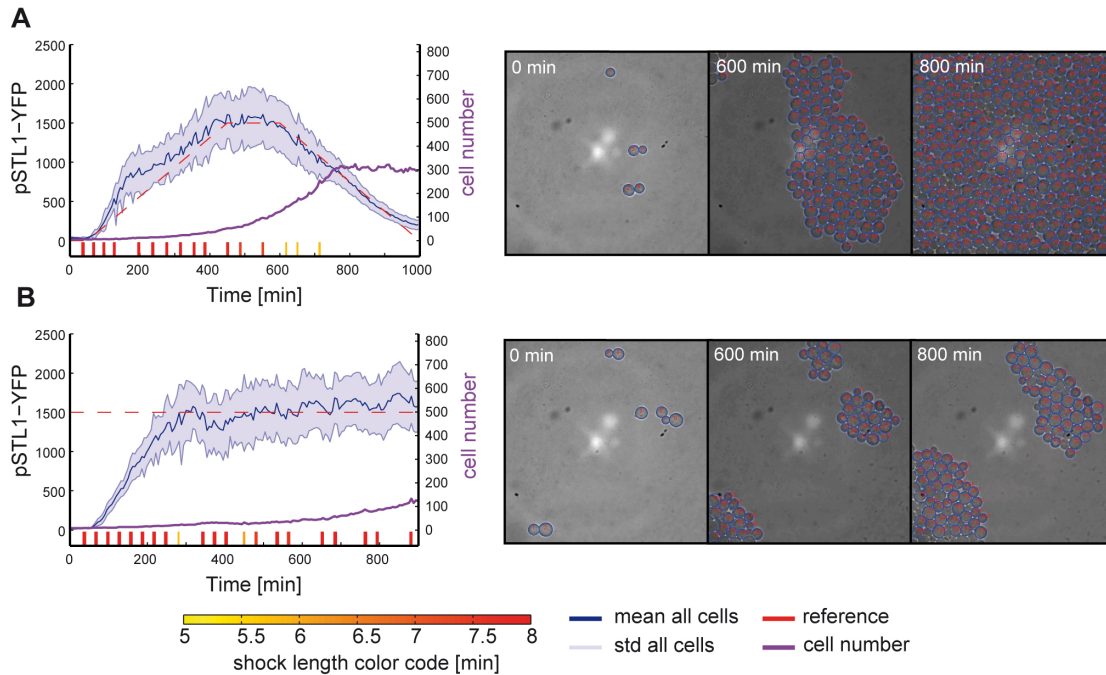 A
pSTL1−YFP
2500
2000
1500
1000
500
0
800
700
600
500
400
300
200
100
0
cell number
0 200 400 600 800 1000
Time [min]
0 min
600 min
800 min
B
pSTL1−YFP
2500
2000
1500
1000
500
0
800
700
600
500
400
300
200
100
0
cell number
0 200 400 600 800
Time [min]
0 min
600 min
800 min
5 5.5 6 6.5 7 7.5 8
shock length color code [min]
mean all cells
reference
std all cells
cell number